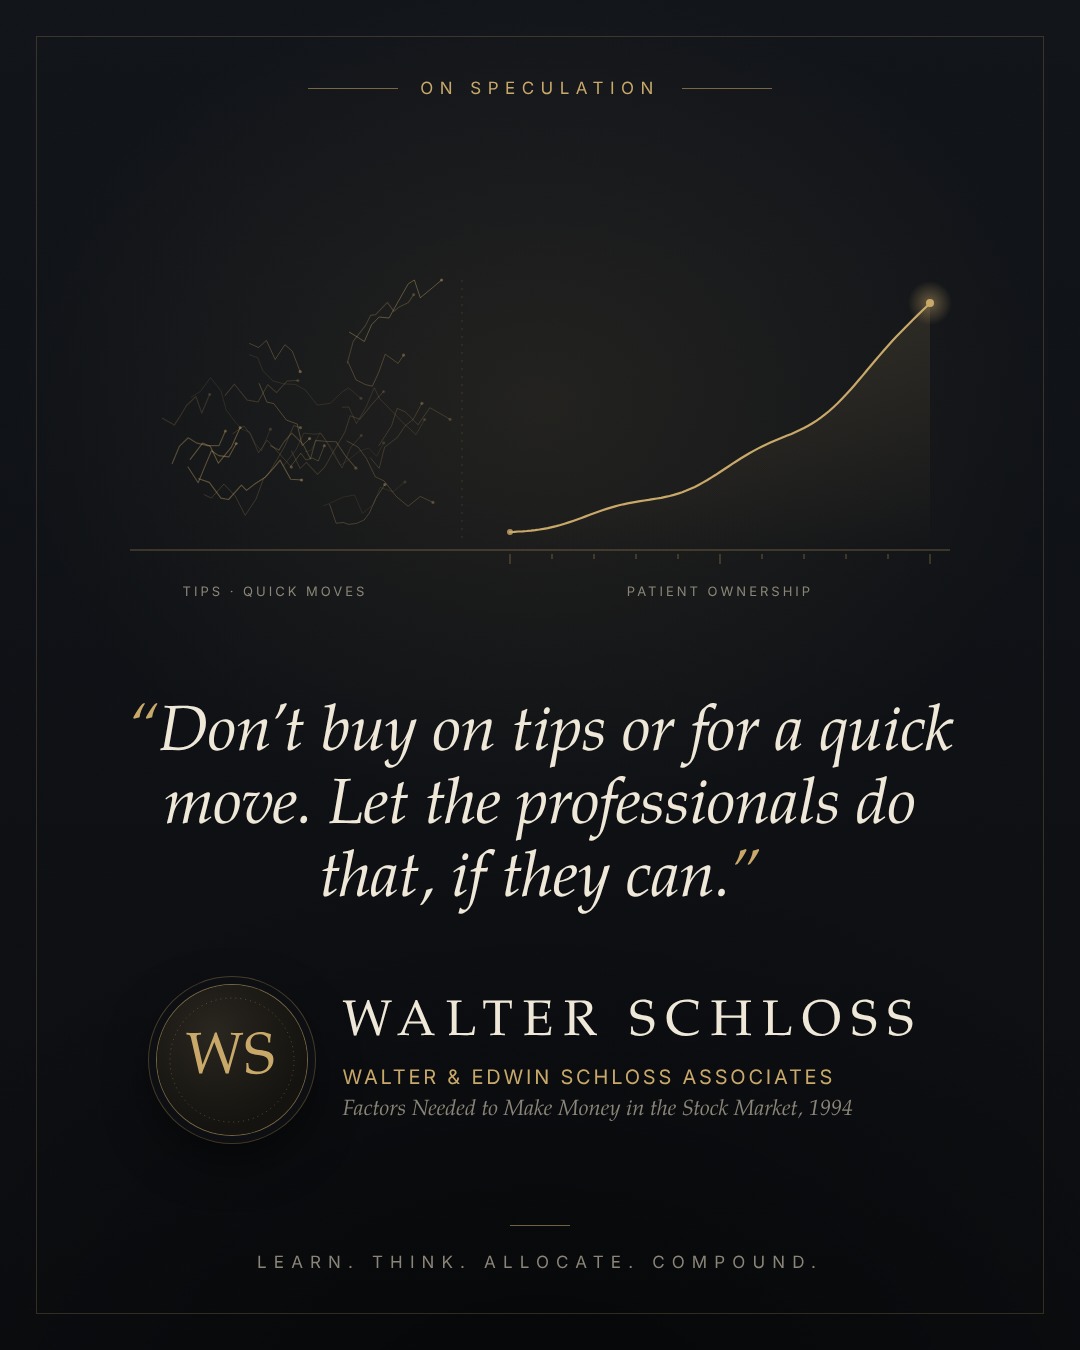 ON SPECULATION
TIPS · QUICK MOVES
PATIENT OWNERSHIP
“Don’t buy on tips or for a quick
move. Let the professionals do
that, if they can.”
WS
WALTER SCHLOSS
WALTER & EDWIN SCHLOSS ASSOCIATES
Factors Needed to Make Money in the Stock Market, 1994
LEARN. THINK. ALLOCATE. COMPOUND.